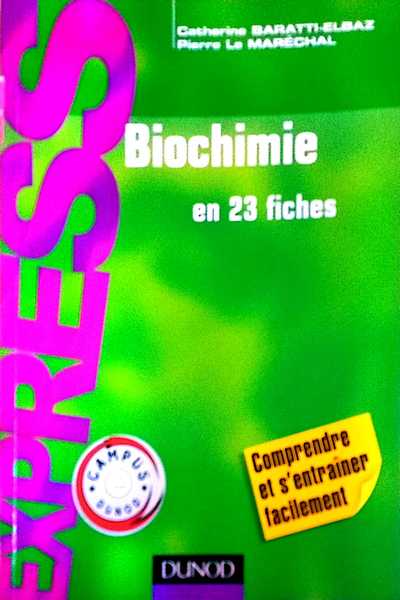 Catherine BARATTI-ELBAZ
Pierre Le MARÉCHAL
EXPRESS
Biochimie
en 23 fiches
Comprendre
et s'entraîner
facilement
CAMPUS
DUNOD
DUNOD